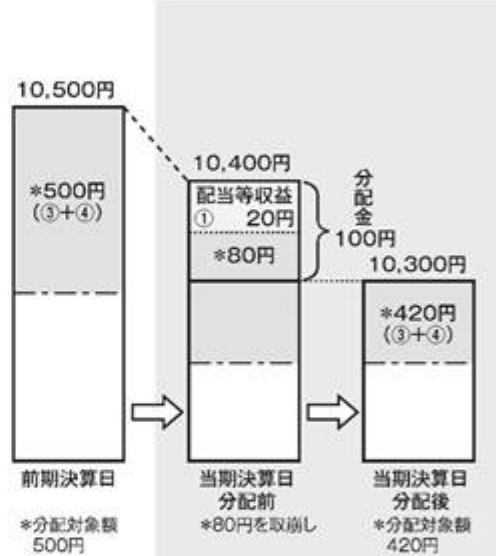 10,500円
*500円
(③+④)
10,400円
配当等収益
① 20円
*80円
分配金
100円
10,300円
*420円
(③+④)
前期決算日
*分配対象額
500円
当期決算日
分配前
*80円を取崩し
当期決算日
分配後
*分配対象額
420円